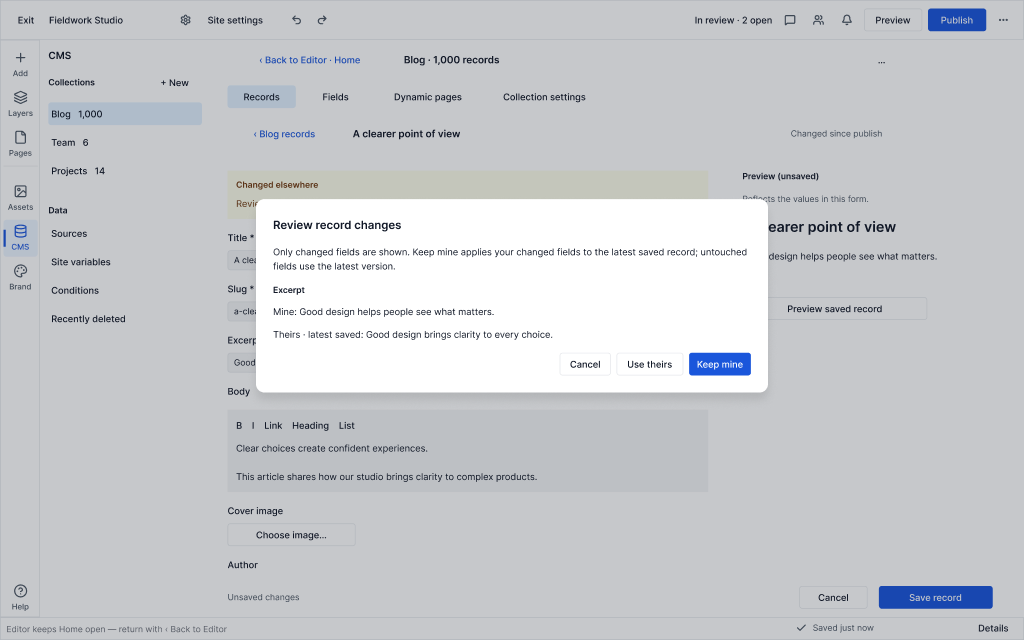 Exit Fieldwork Studio Site settings In review · 2 open Preview Publish ...
Add
Layers
Pages
Assets
CMS
Brand
Help
CMS
Collections + New
Blog 1,000
Team 6
Projects 14
Data
Sources
Site variables
Conditions
Recently deleted
‹ Back to Editor · Home Blog · 1,000 records ...
Records Fields Dynamic pages Collection settings
‹ Blog records A clearer point of view Changed since publish
Changed elsewhere
Title *
Slug *
Body
B I Link Heading List
Clear choices create confident experiences.
This article shares how our studio brings clarity to complex products.
Cover image
Choose image...
Author
Unsaved changes Cancel Save record
Preview (unsaved)
Reflects the values in this form.
point of view
design helps people see what matters.
Preview saved record
Review record changes
Only changed fields are shown. Keep mine applies your changed fields to the latest saved record; untouched
fields use the latest version.
Excerpt
Mine: Good design helps people see what matters.
Theirs · latest saved: Good design brings clarity to every choice.
Cancel Use theirs Keep mine
Editor keeps Home open — return with ‹ Back to Editor Saved just now Details